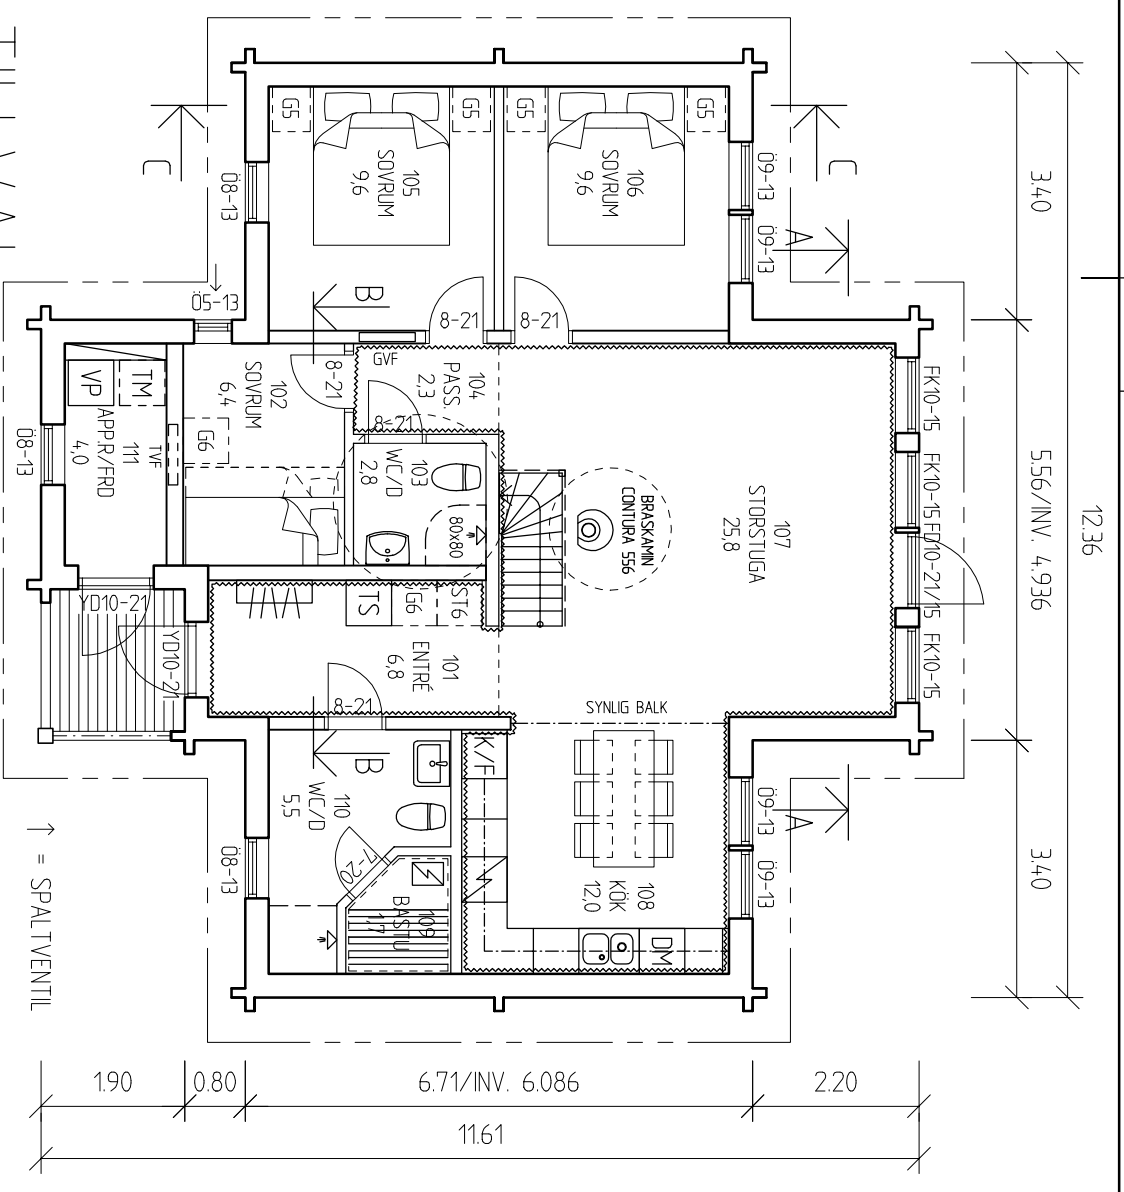 G5
G5
G5
G5
105
SOVRUM
9,6
106
SOVRUM
9,6
C
C
Ö8-13
Ö9-13
Ö9-13
A
3.40
Ö5-13
B
8-21
8-21
GVF
104
PASS.
2,3
8-21
8-21
VP
TM
111
APP.R/FRD
4,0
TVF
Ö8-13
102
SOVRUM
6,4
G6
103
WC/D
2,8
80x80
BRASKAMIN
CONTURA 556
107
STORSTUGA
25,8
FK10-15
FK10-15
FD10-21/15
FK10-15
5.56/INV. 4.936
12.36
YD10-21
YD10-21
TS
G6
ST6
101
ENTRÉ
6,8
8-21
SYNLIG BALK
B
K/F
110
WC/D
5,5
7-20
109
BASTU
1,7
108
KÖK
12,0
DM
Ö8-13
Ö9-13
Ö9-13
A
3.40
= SPALTVENTIL
1.90
0.80
6.71/INV. 6.086
2.20
11.61